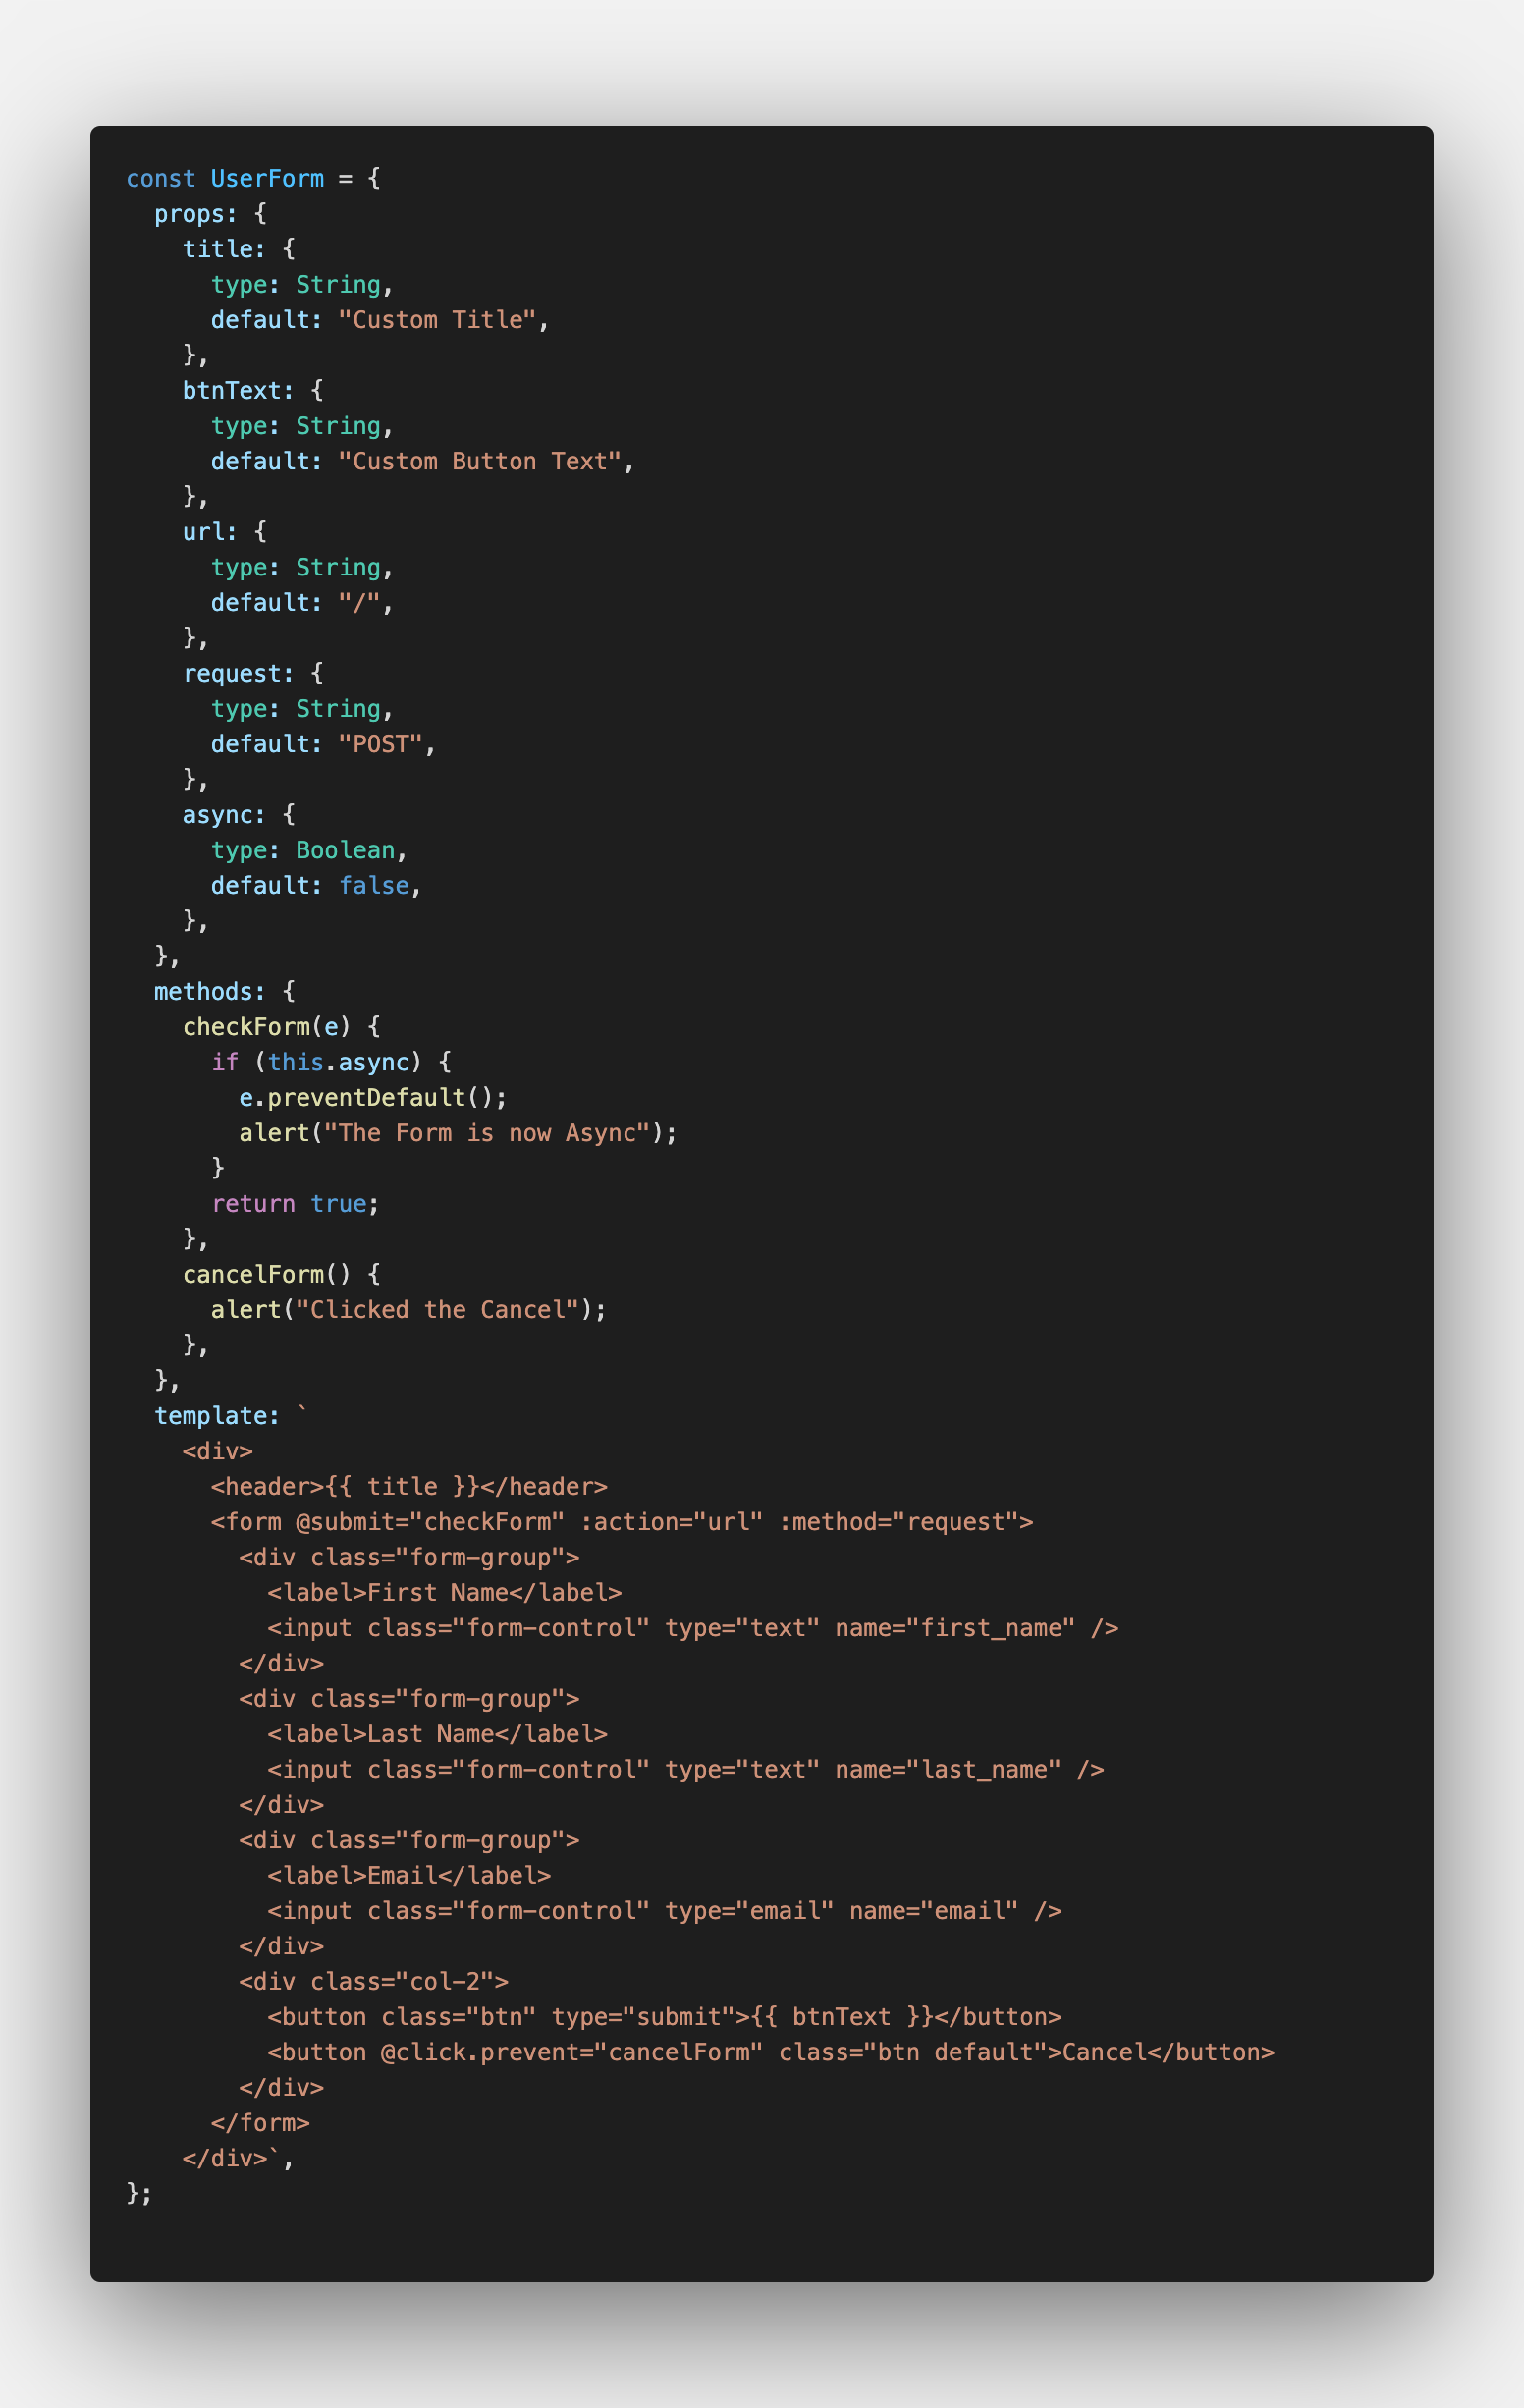 const UserForm = {
  props: {
    title: {
      type: String,
      default: "Custom Title",
    },
    btnText: {
      type: String,
      default: "Custom Button Text",
    },
    url: {
      type: String,
      default: "/",
    },
    request: {
      type: String,
      default: "POST",
    },
    async: {
      type: Boolean,
      default: false,
    },
  },
  methods: {
    checkForm(e) {
      if (this.async) {
        e.preventDefault();
        alert("The Form is now Async");
      }
      return true;
    },
    cancelForm() {
      alert("Clicked the Cancel");
    },
  },
  template: `
    <div>
      <header>{{ title }}</header>
      <form @submit="checkForm" :action="url" :method="request">
        <div class="form-group">
          <label>First Name</label>
          <input class="form-control" type="text" name="first_name" />
        </div>
        <div class="form-group">
          <label>Last Name</label>
          <input class="form-control" type="text" name="last_name" />
        </div>
        <div class="form-group">
          <label>Email</label>
          <input class="form-control" type="email" name="email" />
        </div>
        <div class="col-2">
          <button class="btn" type="submit">{{ btnText }}</button>
          <button @click.prevent="cancelForm" class="btn default">Cancel</button>
        </div>
      </form>
    </div>`,
};